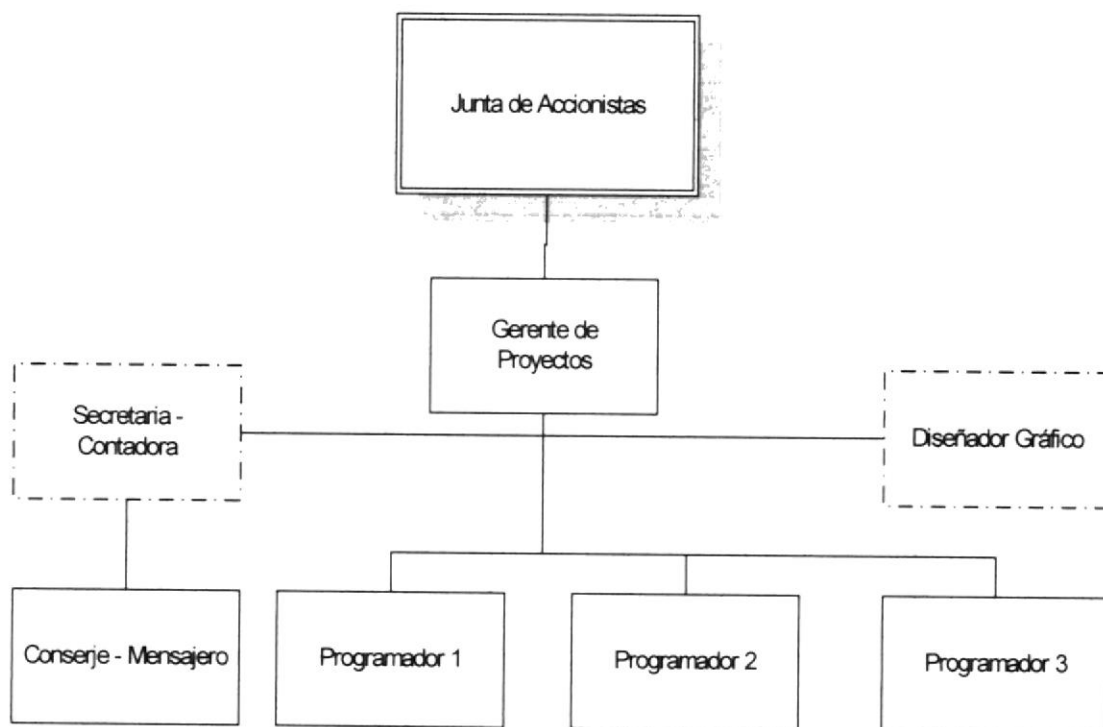 Junta de Accionistas
Gerente de
Proyectos
Secretaria -
Contadora
Diseñador Gráfico
Conserje - Mensajero
Programador 1
Programador 2
Programador 3